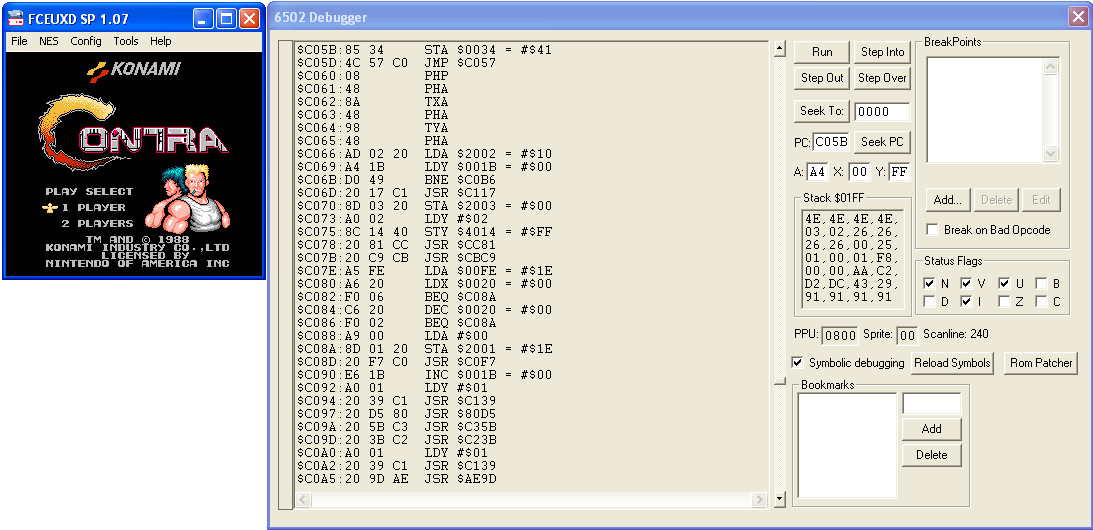 FCEUXD SP 1.07
File NES Config Tools Help
KONAMI
CONTRA
PLAY SELECT
1 PLAYER
2 PLAYERS
TM AND © 1988
KONAMI INDUSTRY CO.,LTD
LICENSED BY
NINTENDO OF AMERICA INC
6502 Debugger
$C05B:85 34 STA $0034 = #$41
$C05D:4C 57 C0 JMP $C057
$C060:08 PHP
$C061:48 PHA
$C062:8A TXA
$C063:48 PHA
$C064:98 TYA
$C065:48 PHA
$C066:AD 02 20 LDA $2002 = #$10
$C069:A4 1B LDY $001B = #$00
$C06B:D0 49 BNE $C0B6
$C06D:20 17 C1 JSR $C117
$C070:8D 03 20 STA $2003 = #$00
$C073:A0 02 LDY #$02
$C075:8C 14 40 STY $4014 = #$FF
$C078:20 81 CC JSR $CC81
$C07B:20 C9 CB JSR $CBC9
$C07E:A5 FE LDA $00FE = #$1E
$C080:A6 20 LDX $0020 = #$00
$C082:F0 06 BEQ $C08A
$C084:C6 20 DEC $0020 = #$00
$C086:F0 02 BEQ $C08A
$C088:A9 00 LDA #$00
$C08A:8D 01 20 STA $2001 = #$1E
$C08D:20 F7 C0 JSR $C0F7
$C090:E6 1B INC $001B = #$00
$C092:A0 01 LDY #$01
$C094:20 39 C1 JSR $C139
$C097:20 D5 80 JSR $80D5
$C09A:20 5B C3 JSR $C35B
$C09D:20 3B C2 JSR $C23B
$C0A0:A0 01 LDY #$01
$C0A2:20 39 C1 JSR $C139
$C0A5:20 9D AE JSR $AE9D
Run Step Into
Step Out Step Over
Seek To: 0000
PC: C05B Seek PC
A: A4 X: 00 Y: FF
Stack $01FF
4E, 4E, 4E, 4E,
03,02,26,26,
26,26,00,25,
01,00,01,F8,
00,00,AA,C2,
D2,DC,43,29,
91,91,91,91
BreakPoints
Add... Delete Edit
Break on Bad Opcode
Status Flags
N V U B
D I Z C
PPU: 0800 Sprite: 00 Scanline: 240
Symbolic debugging Reload Symbols Rom Patcher
Bookmarks
Add
Delete